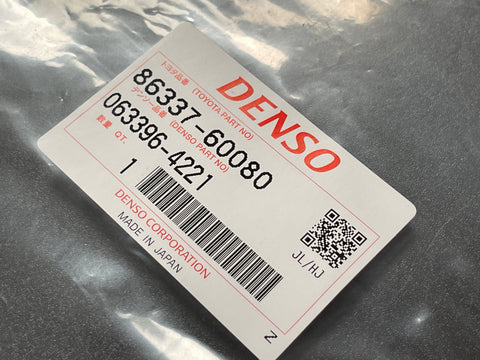 DENSO
トヨタ品番 (TOYOTA PART NO)
86337-60080
デンソー品番 (DENSO PART NO)
063396-4221
数量 QT.
1
DENSO CORPORATION
MADE IN JAPAN
JL/HJ
Z